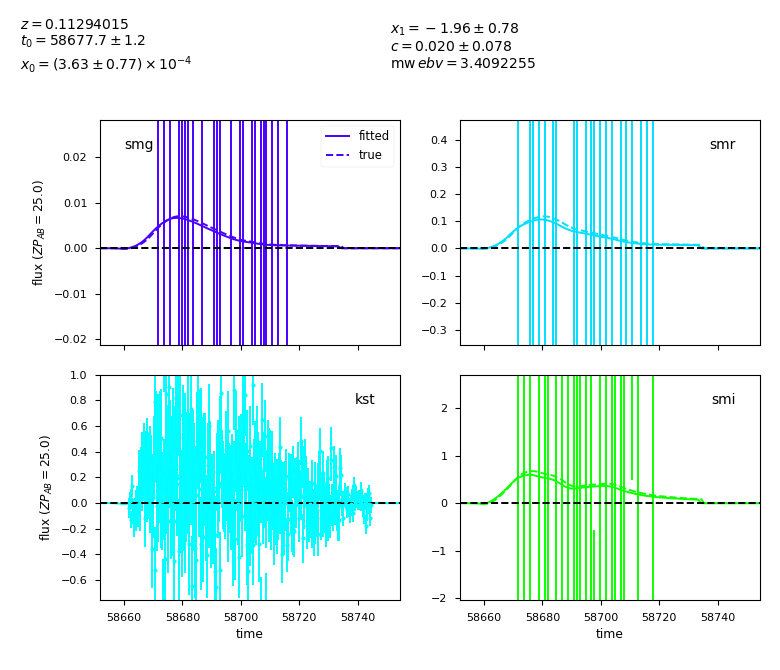 z = 0.11294015
t₀ = 58677.7 ± 1.2
x₀ = (3.63 ± 0.77) × 10⁻⁴
x₁ = −1.96 ± 0.78
c = 0.020 ± 0.078
mw ebv = 3.4092255
smg
fitted
true
0.02
0.01
0.00
−0.01
−0.02
flux (ZP_AB = 25.0)
smr
0.4
0.3
0.2
0.1
0.0
−0.1
−0.2
−0.3
kst
1.0
0.8
0.6
0.4
0.2
0.0
−0.2
−0.4
−0.6
flux (ZP_AB = 25.0)
58660 58680 58700 58720 58740
time
smi
2
1
0
−1
−2
58660 58680 58700 58720 58740
time